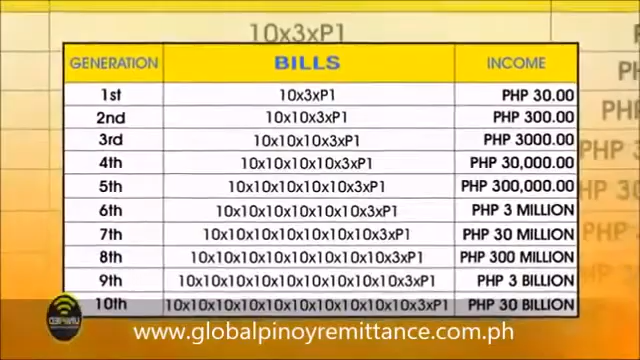 10x3xP1
GENERATION BILLS INCOME
1st 10x3xP1 PHP 30.00
2nd 10x10x3xP1 PHP 300.00
3rd 10x10x10x3xP1 PHP 3000.00
4th 10x10x10x10x3xP1 PHP 30,000.00
5th 10x10x10x10x10x3xP1 PHP 300,000.00
6th 10x10x10x10x10x10x3xP1 PHP 3 MILLION
7th 10x10x10x10x10x10x10x3xP1 PHP 30 MILLION
8th 10x10x10x10x10x10x10x10x3xP1 PHP 300 MILLION
9th 10x10x10x10x10x10x10x10x10x3xP1 PHP 3 BILLION
10th 10x10x10x10x10x10x10x10x10x10x3xP1 PHP 30 BILLION
www.globalpinoyremittance.com.ph